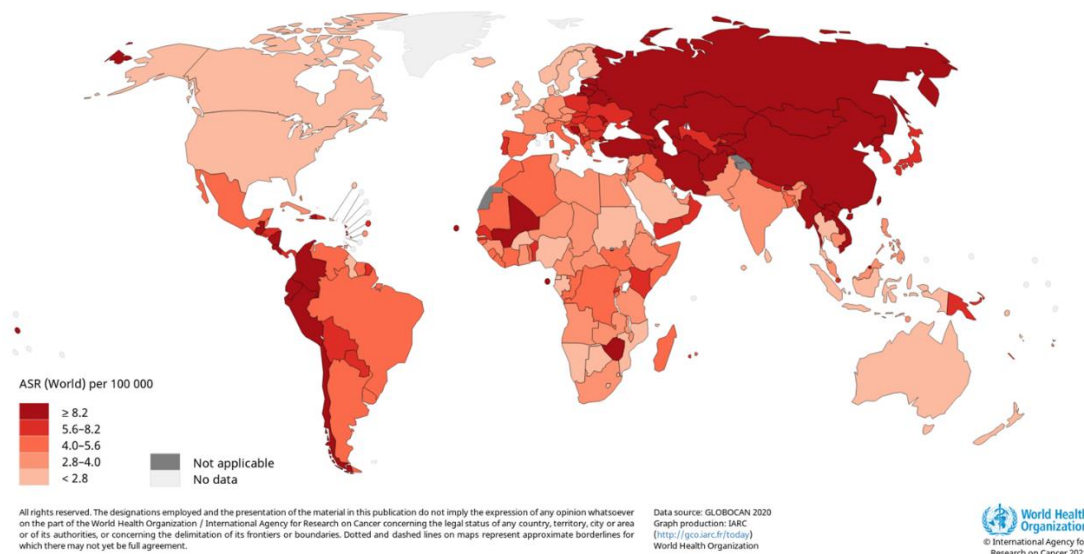 ASR (World) per 100 000
≥ 8.2
5.6–8.2
4.0–5.6
2.8–4.0
< 2.8
Not applicable
No data
All rights reserved. The designations employed and the presentation of the material in this publication do not imply the expression of any opinion whatsoever
on the part of the World Health Organization / International Agency for Research on Cancer concerning the legal status of any country, territory, city or area
or of its authorities, or concerning the delimitation of its frontiers or boundaries. Dotted and dashed lines on maps represent approximate borderlines for
which there may not yet be full agreement.
Data source: GLOBOCAN 2020
Graph production: IARC
(http://gco.iarc.fr/today)
World Health Organization
World Health
Organization
© International Agency for
Research on Cancer 202